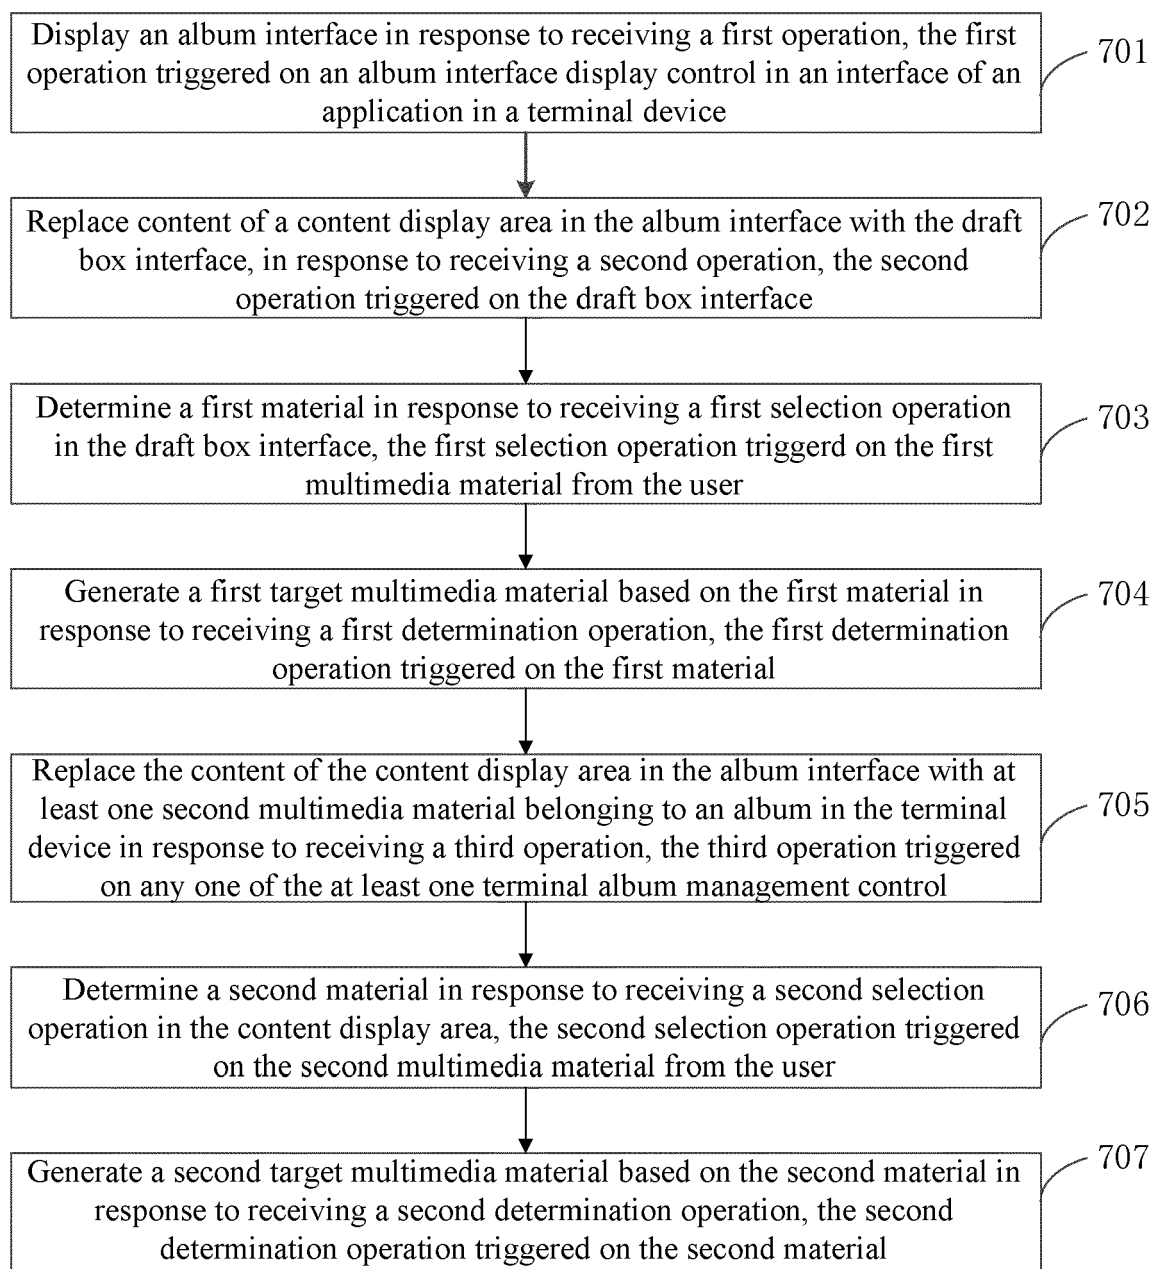 Display an album interface in response to receiving a first operation, the first
operation triggered on an album interface display control in an interface of an
application in a terminal device
701
Replace content of a content display area in the album interface with the draft
box interface, in response to receiving a second operation, the second
operation triggered on the draft box interface
702
Determine a first material in response to receiving a first selection operation
in the draft box interface, the first selection operation triggerd on the first
multimedia material from the user
703
Generate a first target multimedia material based on the first material in
response to receiving a first determination operation, the first determination
operation triggered on the first material
704
Replace the content of the content display area in the album interface with at
least one second multimedia material belonging to an album in the terminal
device in response to receiving a third operation, the third operation triggered
on any one of the at least one terminal album management control
705
Determine a second material in response to receiving a second selection
operation in the content display area, the second selection operation triggered
on the second multimedia material from the user
706
Generate a second target multimedia material based on the second material in
response to receiving a second determination operation, the second
determination operation triggered on the second material
707